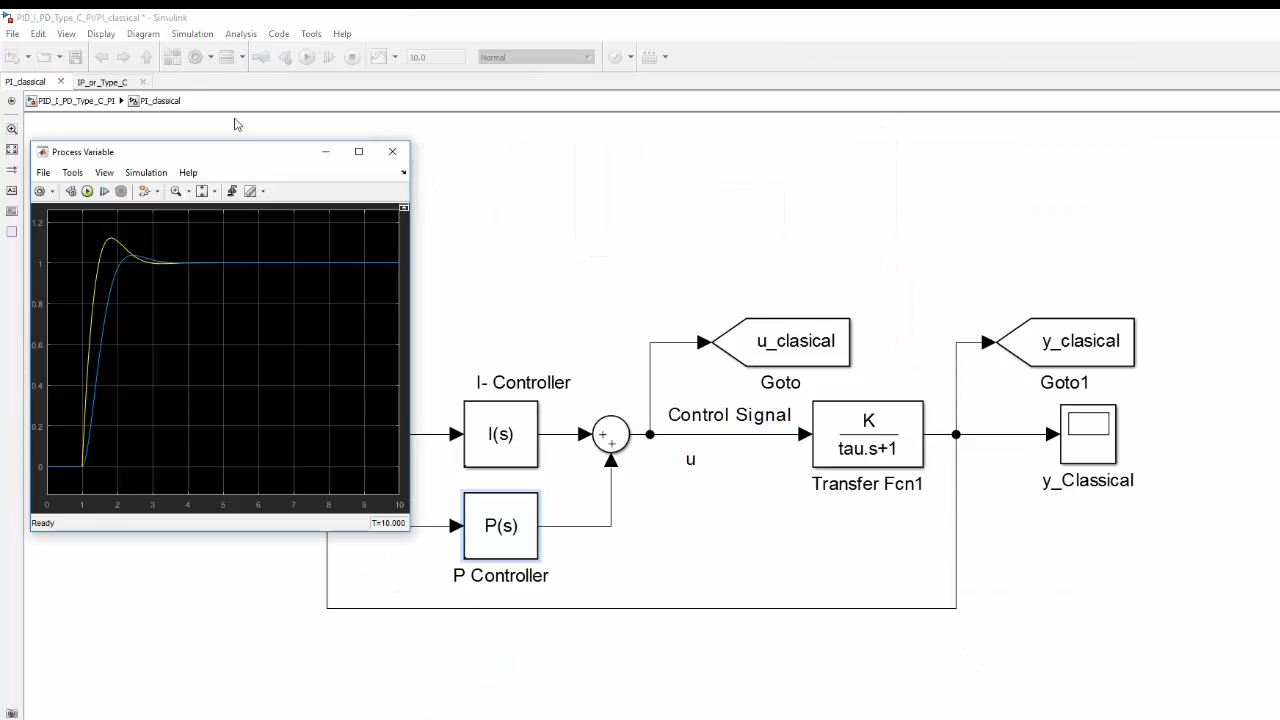 PID_I_PD_Type_C_PI/PI_classical * - Simulink
File Edit View Display Diagram Simulation Analysis Code Tools Help
10.0 Normal
PI_classical IP_or_Type_C
PID_I_PD_Type_C_PI PI_classical
Process Variable
File Tools View Simulation Help
1.2
1
0.8
0.6
0.4
0.2
0
0 1 2 3 4 5 6 7 8 9 10
Ready T=10.000
u_clasical
Goto
y_clasical
Goto1
I- Controller
I(s)
+
+
Control Signal
u
K
tau.s+1
Transfer Fcn1
y_Classical
P(s)
P Controller